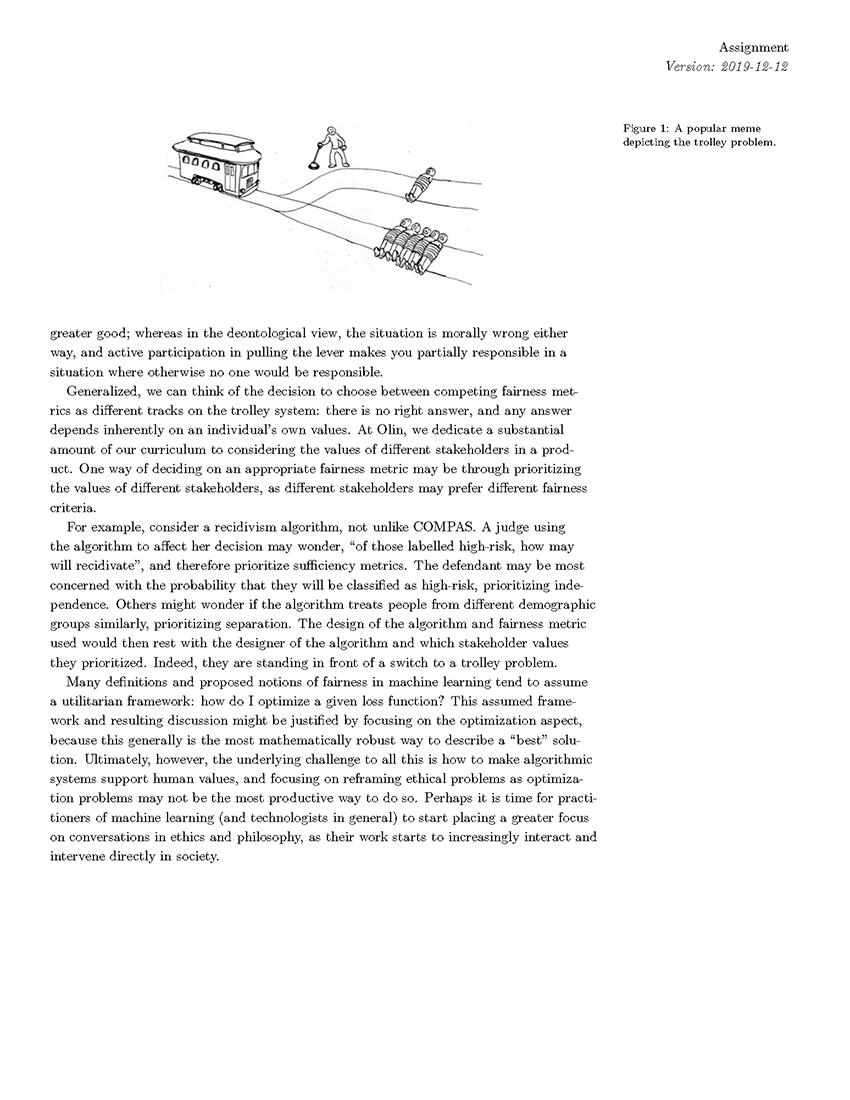 Assignment
Version: 2019-12-12
Figure 1: A popular meme
depicting the trolley problem.
greater good; whereas in the deontological view, the situation is morally wrong either
way, and active participation in pulling the lever makes you partially responsible in a
situation where otherwise no one would be responsible.
Generalized, we can think of the decision to choose between competing fairness met-
rics as different tracks on the trolley system: there is no right answer, and any answer
depends inherently on an individual's own values. At Olin, we dedicate a substantial
amount of our curriculum to considering the values of different stakeholders in a prod-
uct. One way of deciding on an appropriate fairness metric may be through prioritizing
the values of different stakeholders, as different stakeholders may prefer different fairness
criteria.
For example, consider a recidivism algorithm, not unlike COMPAS. A judge using
the algorithm to affect her decision may wonder, “of those labelled high-risk, how may
will recidivate”, and therefore prioritize sufficiency metrics. The defendant may be most
concerned with the probability that they will be classified as high-risk, prioritizing inde-
pendence. Others might wonder if the algorithm treats people from different demographic
groups similarly, prioritizing separation. The design of the algorithm and fairness metric
used would then rest with the designer of the algorithm and which stakeholder values
they prioritized. Indeed, they are standing in front of a switch to a trolley problem.
Many definitions and proposed notions of fairness in machine learning tend to assume
a utilitarian framework: how do I optimize a given loss function? This assumed frame-
work and resulting discussion might be justified by focusing on the optimization aspect,
because this generally is the most mathematically robust way to describe a “best” solu-
tion. Ultimately, however, the underlying challenge to all this is how to make algorithmic
systems support human values, and focusing on reframing ethical problems as optimiza-
tion problems may not be the most productive way to do so. Perhaps it is time for practi-
tioners of machine learning (and technologists in general) to start placing a greater focus
on conversations in ethics and philosophy, as their work starts to increasingly interact and
intervene directly in society.